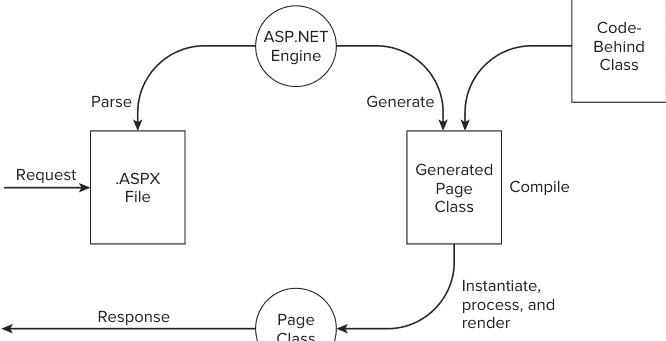 ASP.NET
Engine
Code-
Behind
Class
Parse
Generate
Request
.ASPX
File
Generated
Page
Class
Compile
Instantiate,
process, and
render
Response
Page
Class